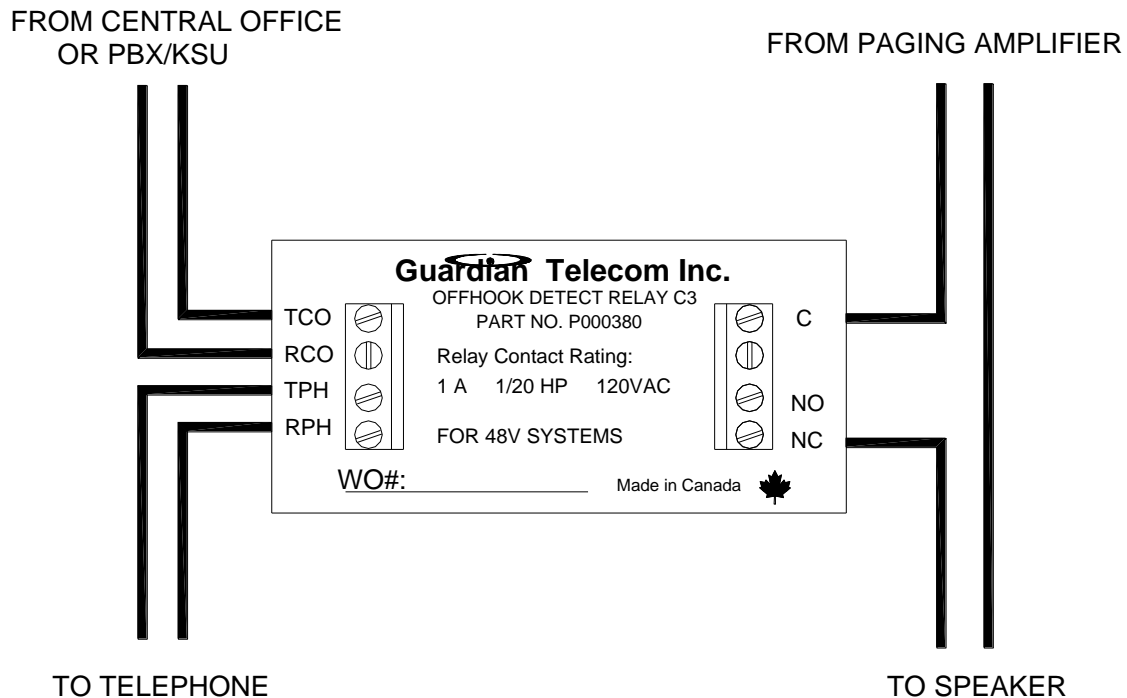 FROM CENTRAL OFFICE
OR PBX/KSU
FROM PAGING AMPLIFIER
Guardian Telecom Inc.
OFFHOOK DETECT RELAY C3
PART NO. P000380
TCO
RCO
TPH
RPH
Relay Contact Rating:
1 A 1/20 HP 120VAC
FOR 48V SYSTEMS
C
NO
NC
WO#:
Made in Canada
TO TELEPHONE
TO SPEAKER